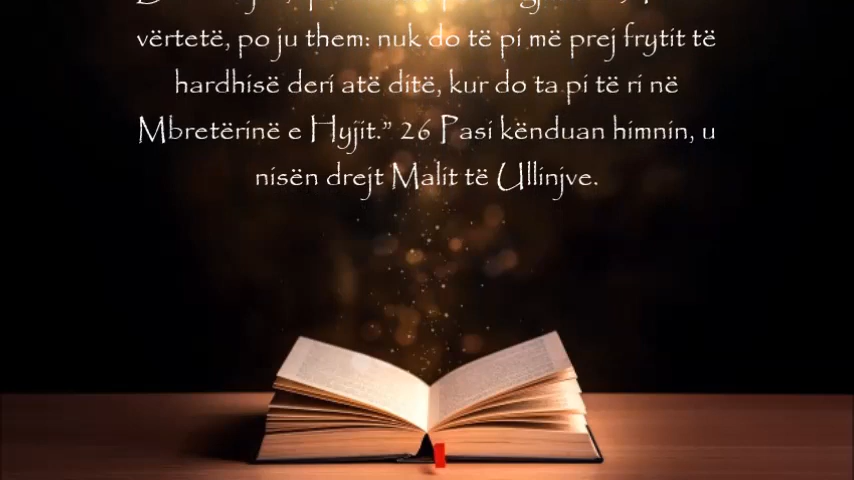 vërtetë, po ju them: nuk do të pi më prej frytit të
hardhisë deri atë ditë, kur do ta pi të ri në
Mbretërinë e Hyjit.” 26 Pasi kënduan himnin, u
nisën drejt Malit të Ullinjve.